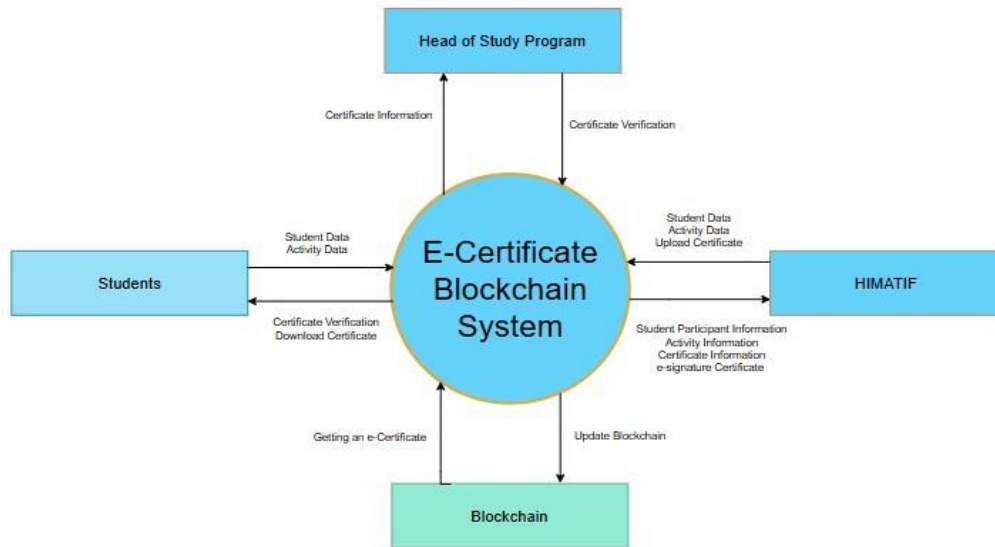 Head of Study Program
Certificate Information
Certificate Verification
Student Data
Activity Data
Students
Certificate Verification
Download Certificate
E-Certificate
Blockchain
System
Student Data
Activity Data
Upload Certificate
HIMATIF
Student Participant Information
Activity Information
Certificate Information
e-signature Certificate
Getting an e-Certificate
Update Blockchain
Blockchain